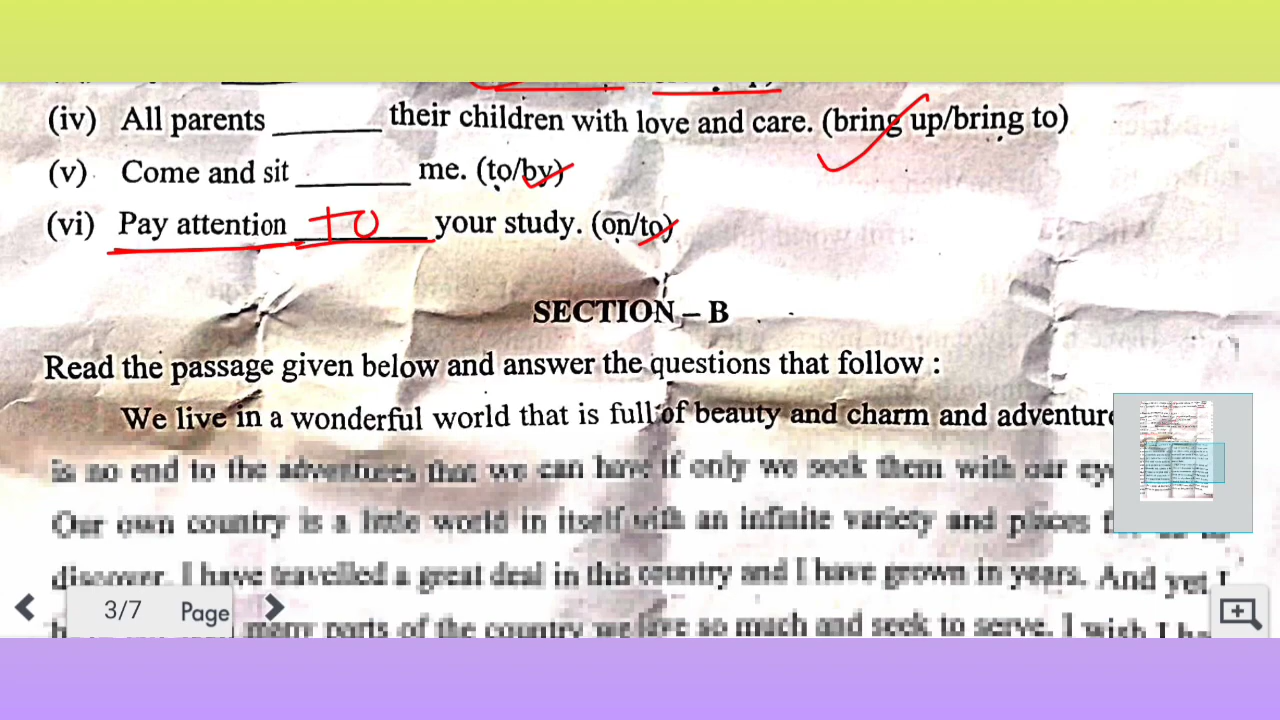 (iv) All parents ________ their children with love and care. (bring up/bring to)
(v) Come and sit ________ me. (to/by)
(vi) Pay attention TO your study. (on/to)
SECTION – B
Read the passage given below and answer the questions that follow :
We live in a wonderful world that is full of beauty and charm and adventure
is no end to the adventures that we can have if only we seek them with our
Our own country is a little world in itself with an infinite variety and places
discover. I have travelled a great deal in this country and I have grown in years. And yet I
many parts of the country we love so much and seek to serve. I wish I
3/7 Page